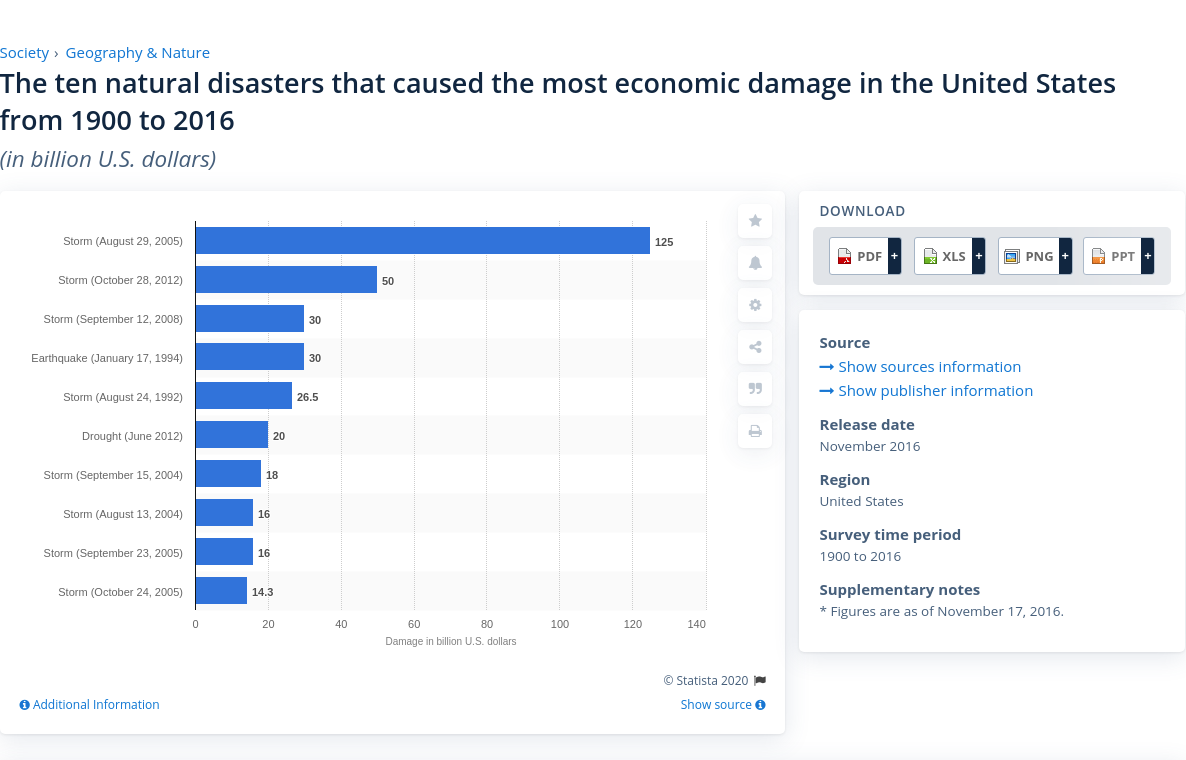 Society › Geography & Nature
The ten natural disasters that caused the most economic damage in the United States
from 1900 to 2016
(in billion U.S. dollars)
Storm (August 29, 2005) 125
Storm (October 28, 2012) 50
Storm (September 12, 2008) 30
Earthquake (January 17, 1994) 30
Storm (August 24, 1992) 26.5
Drought (June 2012) 20
Storm (September 15, 2004) 18
Storm (August 13, 2004) 16
Storm (September 23, 2005) 16
Storm (October 24, 2005) 14.3
0 20 40 60 80 100 120 140
Damage in billion U.S. dollars
© Statista 2020
Additional Information
Show source
DOWNLOAD
PDF + XLS + PNG + PPT +
Source
Show sources information
Show publisher information
Release date
November 2016
Region
United States
Survey time period
1900 to 2016
Supplementary notes
* Figures are as of November 17, 2016.